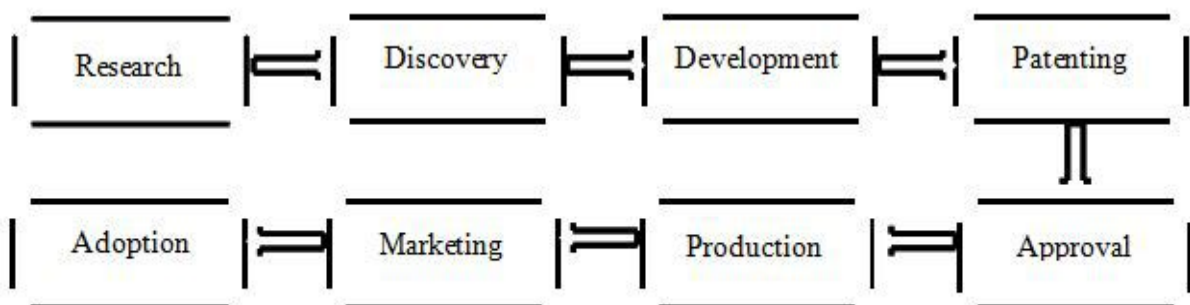 Research
Discovery
Development
Patenting
Approval
Production
Marketing
Adoption